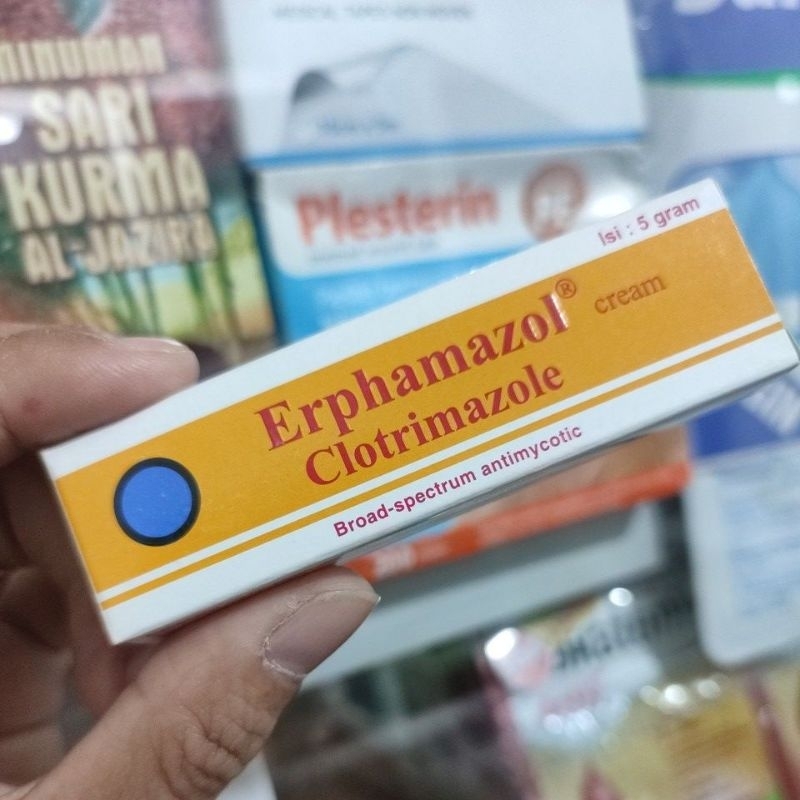 MINUMAN
SARI
KURMA
AL-JAZIRA
Plesterin
Isi : 5 gram
Erphamazol® cream
Clotrimazole
Broad-spectrum antimycotic